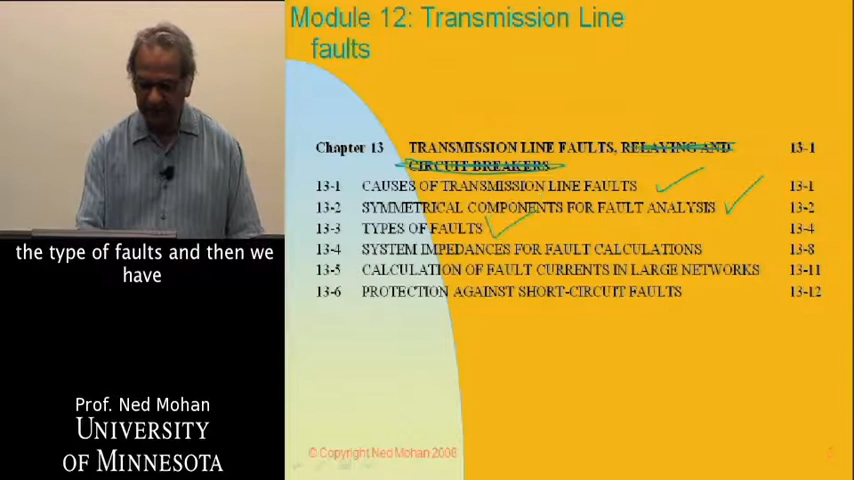 Module 12: Transmission Line
faults
Chapter 13 TRANSMISSION LINE FAULTS, RELAYING AND 13-1
CIRCUIT BREAKERS
13-1 CAUSES OF TRANSMISSION LINE FAULTS 13-1
13-2 SYMMETRICAL COMPONENTS FOR FAULT ANALYSIS 13-2
13-3 TYPES OF FAULTS 13-4
13-4 SYSTEM IMPEDANCES FOR FAULT CALCULATIONS 13-8
13-5 CALCULATION OF FAULT CURRENTS IN LARGE NETWORKS 13-11
13-6 PROTECTION AGAINST SHORT-CIRCUIT FAULTS 13-12
the type of faults and then we
have
Prof. Ned Mohan
UNIVERSITY
OF MINNESOTA
© Copyright Ned Mohan 2008